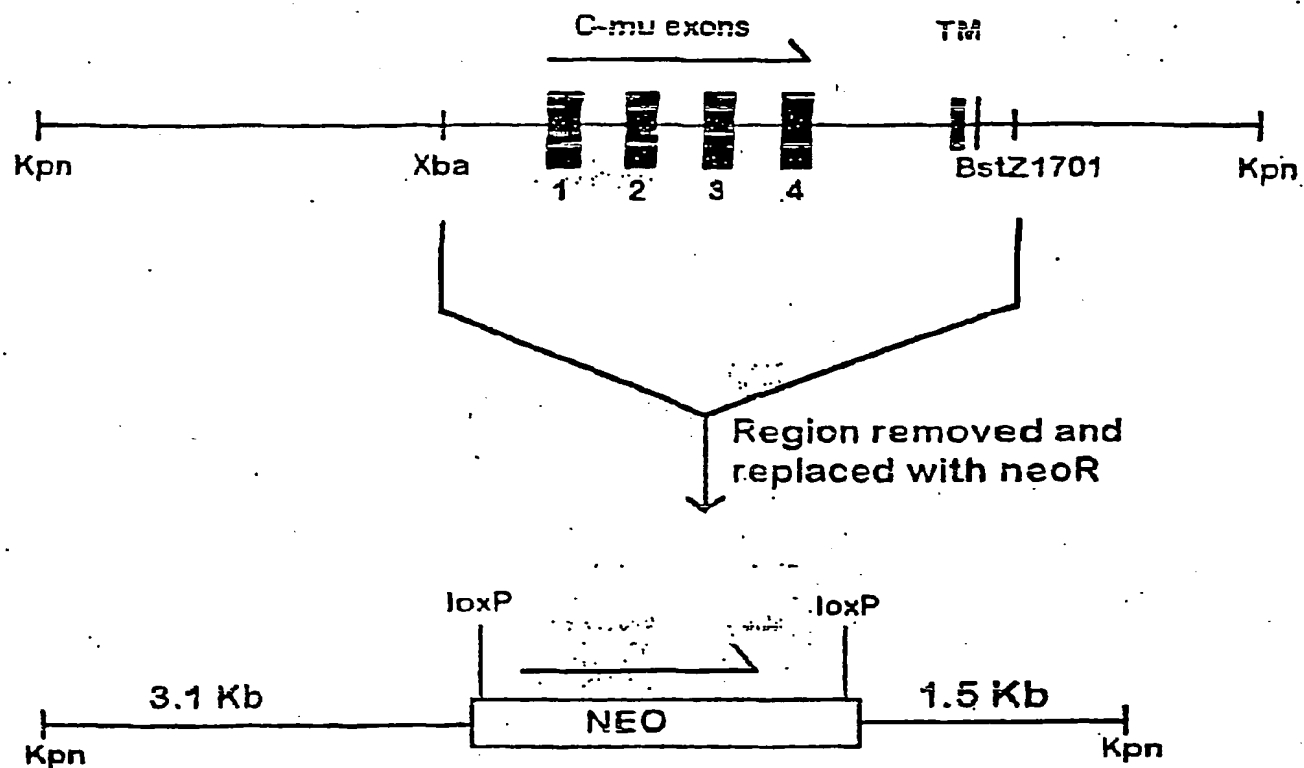 C-mu exons
TM
Kpn
Xba
BstZ1701
Kpn
1
2
3
4
Region removed and
replaced with neoR
loxP
loxP
3.1 Kb
NEO
1.5 Kb
Kpn
Kpn